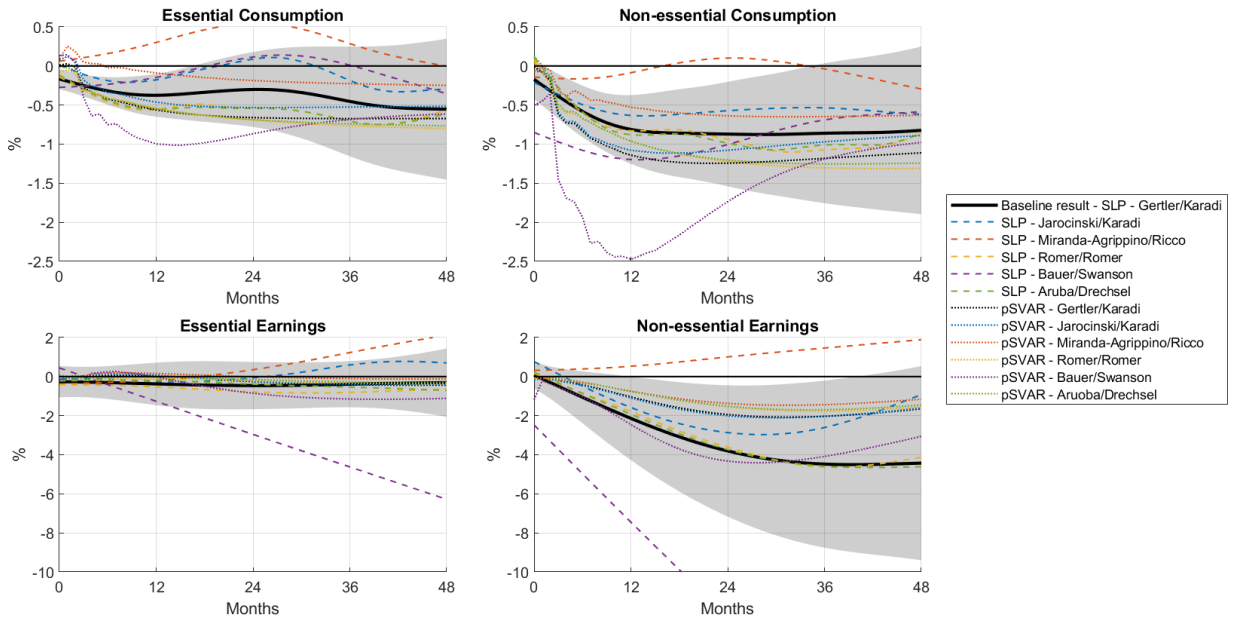 Essential Consumption
0.5
0
-0.5
-1
-1.5
-2
-2.5
%
0
12
24
36
48
Months
Non-essential Consumption
0.5
0
-0.5
-1
-1.5
-2
-2.5
%
0
12
24
36
48
Months
Essential Earnings
2
0
-2
-4
-6
-8
-10
%
0
12
24
36
48
Months
Non-essential Earnings
2
0
-2
-4
-6
-8
-10
%
0
12
24
36
48
Months
Baseline result - SLP - Gertler/Karadi
SLP - Jarocinski/Karadi
SLP - Miranda-Agrippino/Ricco
SLP - Romer/Romer
SLP - Bauer/Swanson
SLP - Aruba/Drechsel
pSVAR - Gertler/Karadi
pSVAR - Jarocinski/Karadi
pSVAR - Miranda-Agrippino/Ricco
pSVAR - Romer/Romer
pSVAR - Bauer/Swanson
pSVAR - Aruoba/Drechsel